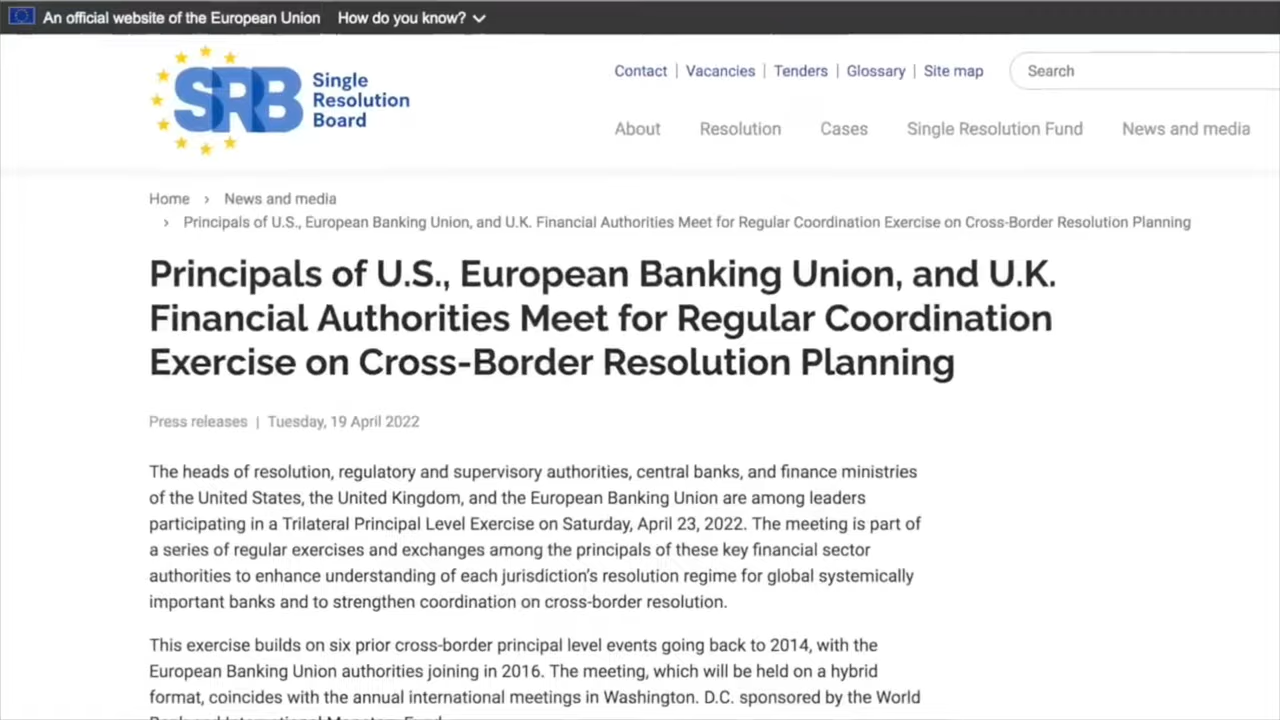 An official website of the European Union How do you know?
SRB
Single
Resolution
Board
Contact | Vacancies | Tenders | Glossary | Site map
Search
About Resolution Cases Single Resolution Fund News and media
Home › News and media
› Principals of U.S., European Banking Union, and U.K. Financial Authorities Meet for Regular Coordination Exercise on Cross-Border Resolution Planning
Principals of U.S., European Banking Union, and U.K.
Financial Authorities Meet for Regular Coordination
Exercise on Cross-Border Resolution Planning
Press releases | Tuesday, 19 April 2022
The heads of resolution, regulatory and supervisory authorities, central banks, and finance ministries
of the United States, the United Kingdom, and the European Banking Union are among leaders
participating in a Trilateral Principal Level Exercise on Saturday, April 23, 2022. The meeting is part of
a series of regular exercises and exchanges among the principals of these key financial sector
authorities to enhance understanding of each jurisdiction's resolution regime for global systemically
important banks and to strengthen coordination on cross-border resolution.
This exercise builds on six prior cross-border principal level events going back to 2014, with the
European Banking Union authorities joining in 2016. The meeting, which will be held on a hybrid
format, coincides with the annual international meetings in Washington. D.C. sponsored by the World